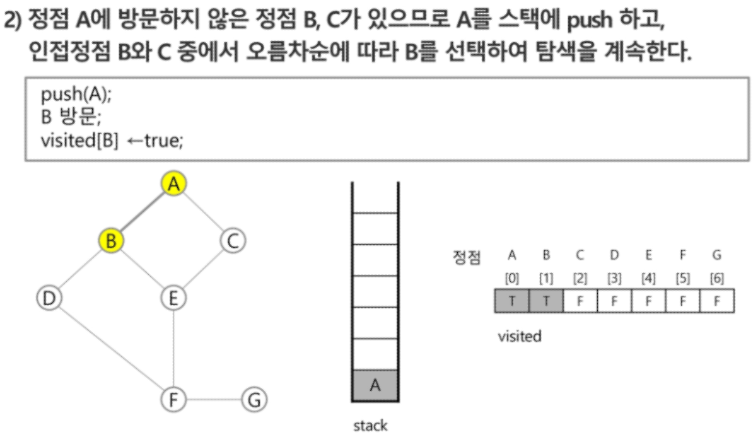 2) 정점 A에 방문하지 않은 정점 B, C가 있으므로 A를 스택에 push 하고,
인접정점 B와 C 중에서 오름차순에 따라 B를 선택하여 탐색을 계속한다.
push(A);
B 방문;
visited[B] ←true;
A
B
C
D
E
F
G
A
stack
정점 A B C D E F G
[0] [1] [2] [3] [4] [5] [6]
T T F F F F F
visited